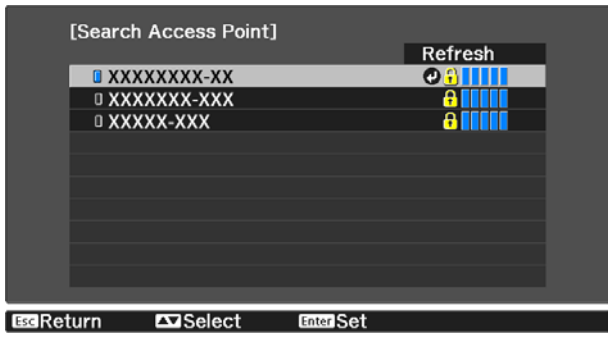 [Search Access Point]
Refresh
XXXXXXXX-XX
XXXXXXX-XXX
XXXXX-XXX
Esc Return Select Enter Set